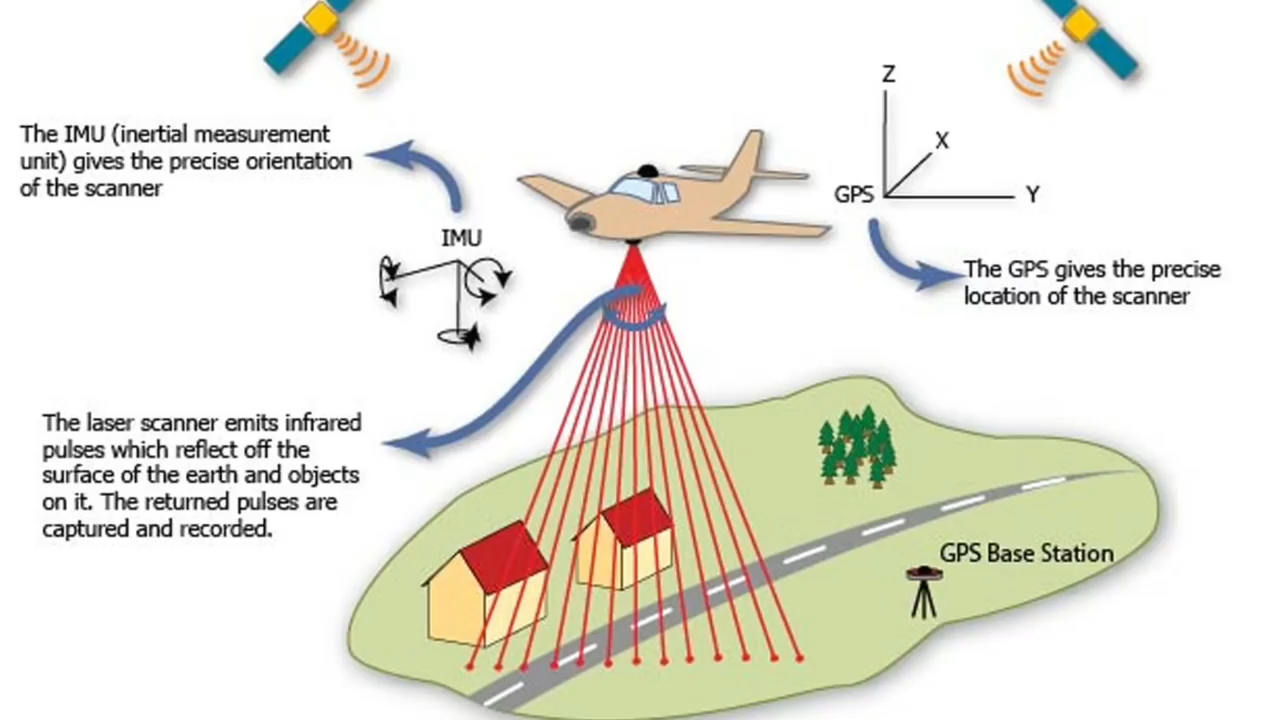 The IMU (inertial measurement
unit) gives the precise orientation
of the scanner
IMU
Z
X
GPS
Y
The GPS gives the precise
location of the scanner
The laser scanner emits infrared
pulses which reflect off the
surface of the earth and objects
on it. The returned pulses are
captured and recorded.
GPS Base Station